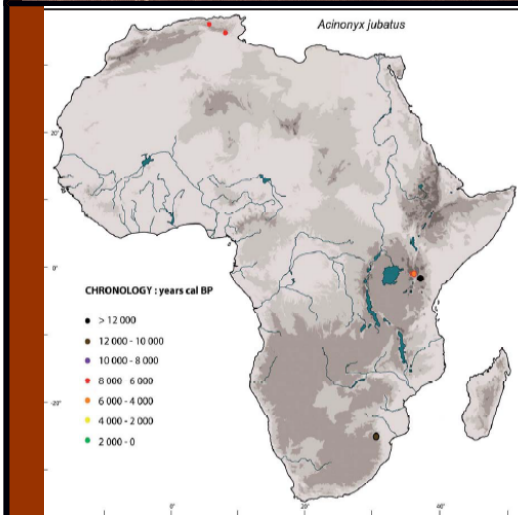 Acinonyx jubatus
20°
0°
CHRONOLOGY : years cal BP
> 12 000
12 000 - 10 000
10 000 - 8 000
8 000   6 000
6 000 - 4 000
4 000 - 2 000
2 000 - 0
-20°
0°
20°
40°